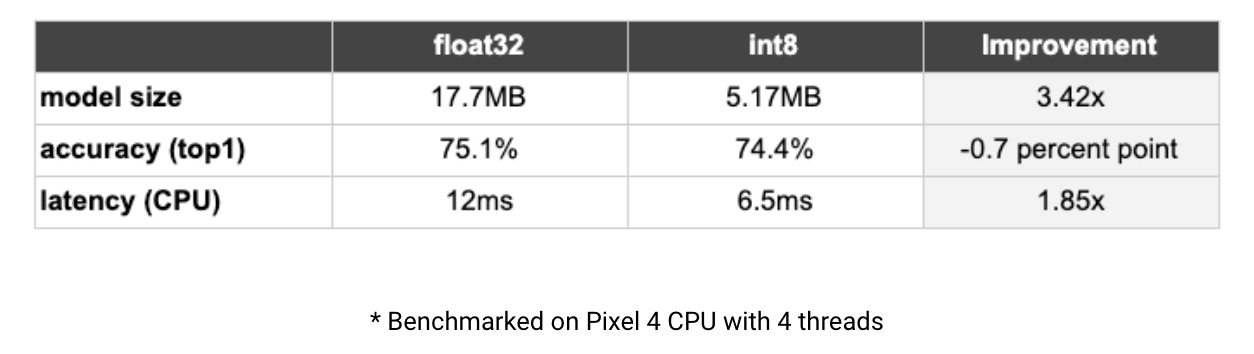 float32 int8 Improvement
model size 17.7MB 5.17MB 3.42x
accuracy (top1) 75.1% 74.4% -0.7 percent point
latency (CPU) 12ms 6.5ms 1.85x
* Benchmarked on Pixel 4 CPU with 4 threads